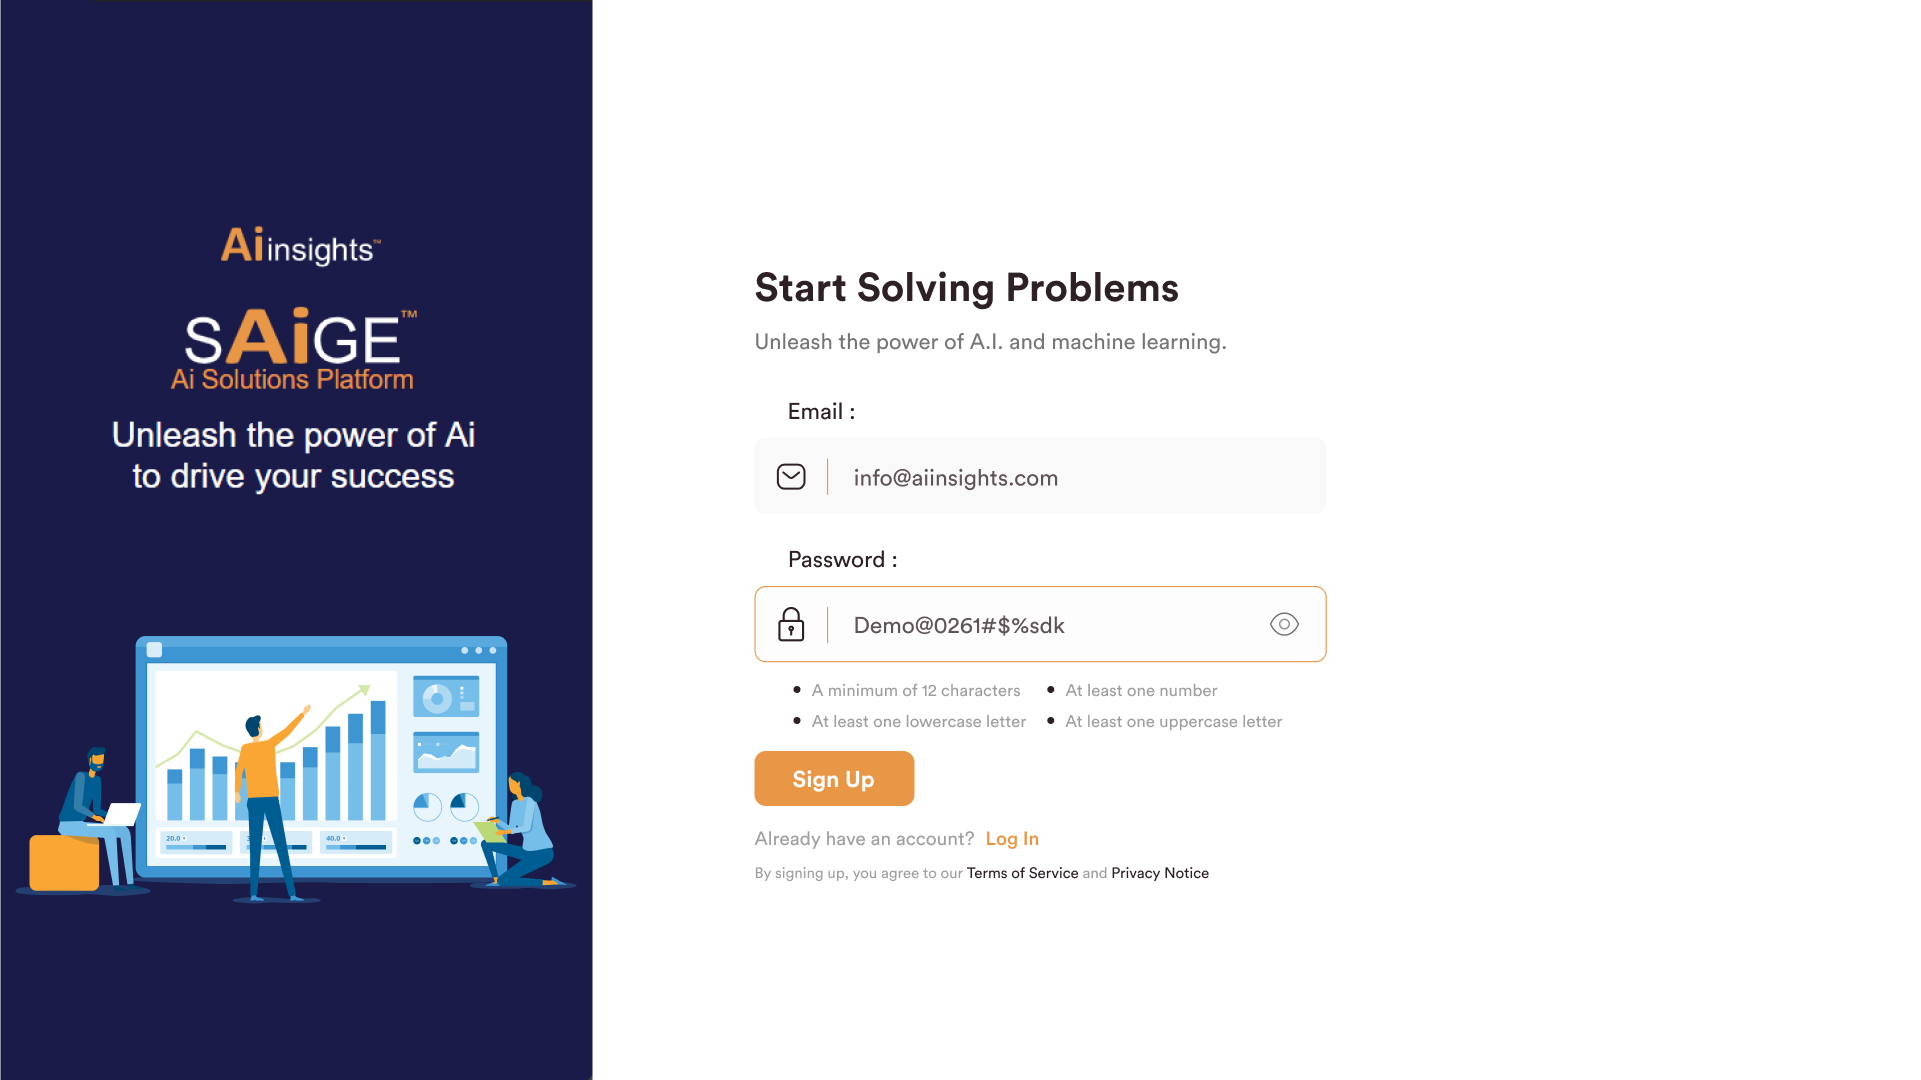 Ai insights™
SAiGE™
Ai Solutions Platform
Unleash the power of Ai
to drive your success
20.0
40.0
Start Solving Problems
Unleash the power of A.I. and machine learning.
Email :
info@aiinsights.com
Password :
Demo@0261#$%sdk
• A minimum of 12 characters • At least one number
• At least one lowercase letter • At least one uppercase letter
Sign Up
Already have an account? Log In
By signing up, you agree to our Terms of Service and Privacy Notice